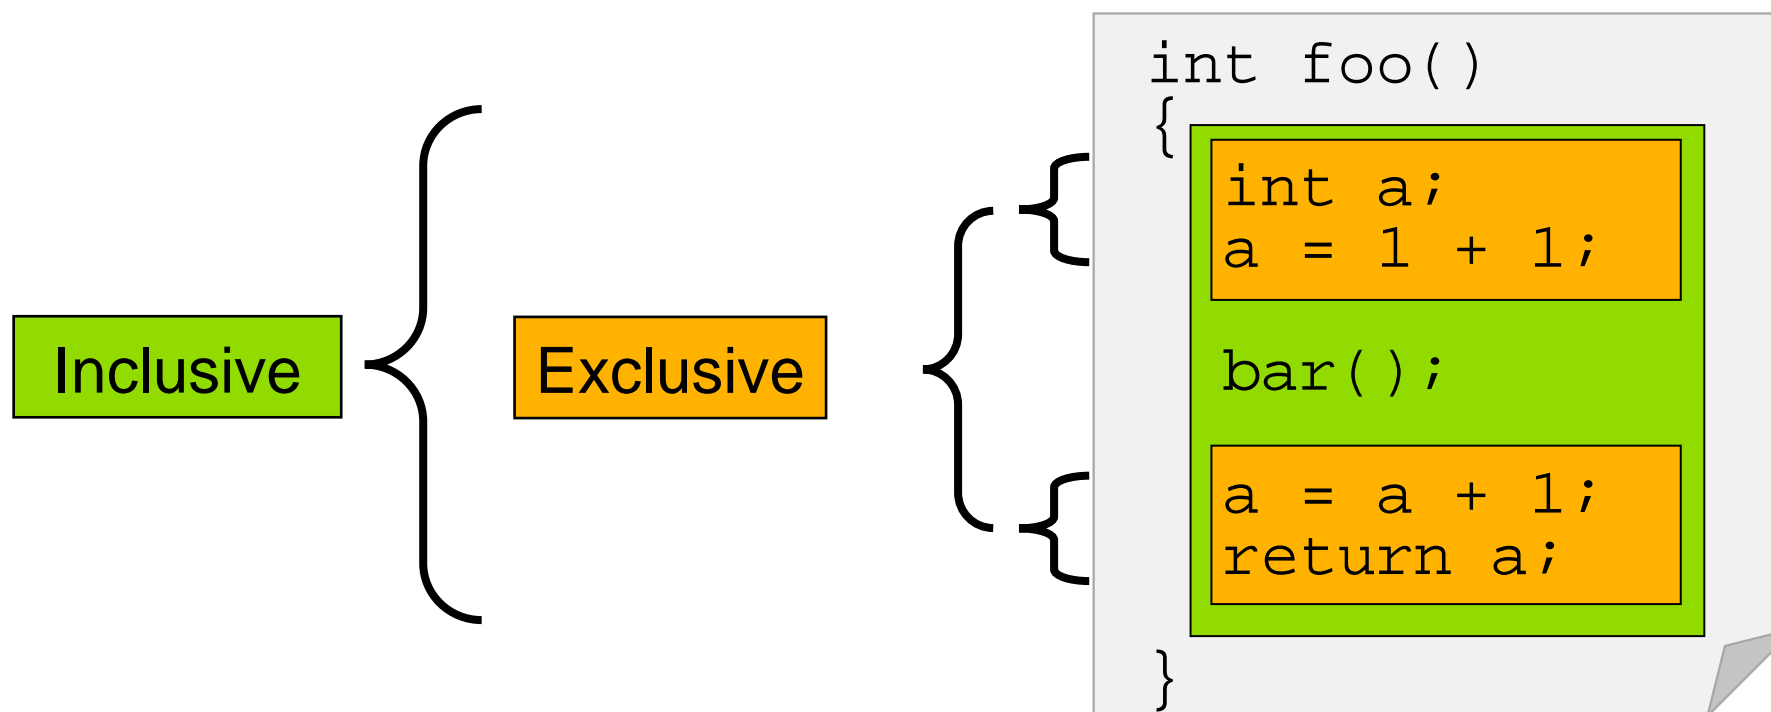 Inclusive
Exclusive
int foo()
{
int a;
a = 1 + 1;
bar();
a = a + 1;
return a;
}